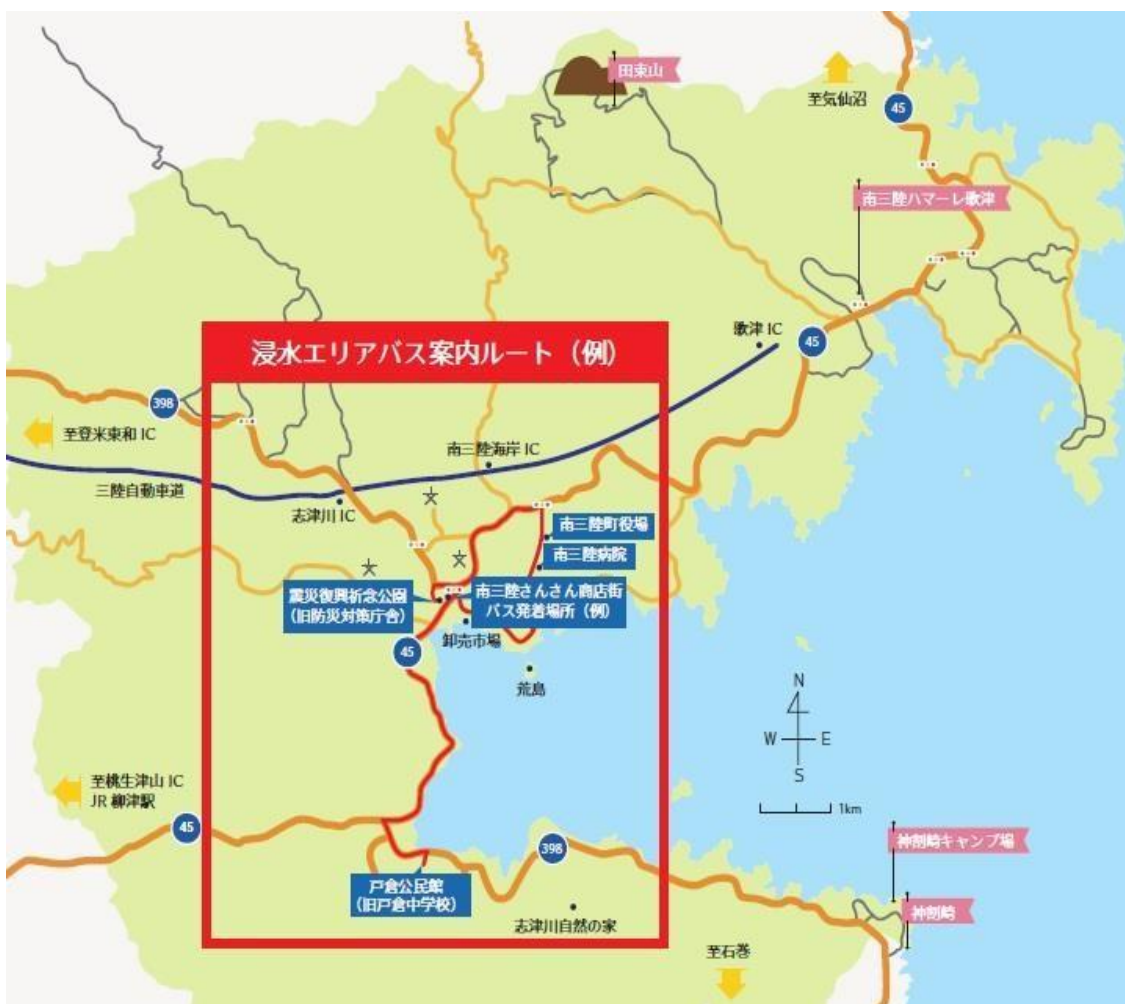 田束山
至気仙沼
45
南三陸ハマーレ歌津
歌津 IC
45
浸水エリアバス案内ルート（例）
398
至登米東和 IC
南三陸海岸 IC
三陸自動車道
志津川 IC
南三陸町役場
南三陸病院
震災復興祈念公園
（旧防災対策庁舎）
南三陸さんさん商店街
バス発着場所（例）
卸売市場
45
荒島
N
W E
S
1km
至桃生津山 IC
JR 柳津駅
45
398
神割崎キャンプ場
戸倉公民館
（旧戸倉中学校）
志津川自然の家
神割崎
至石巻